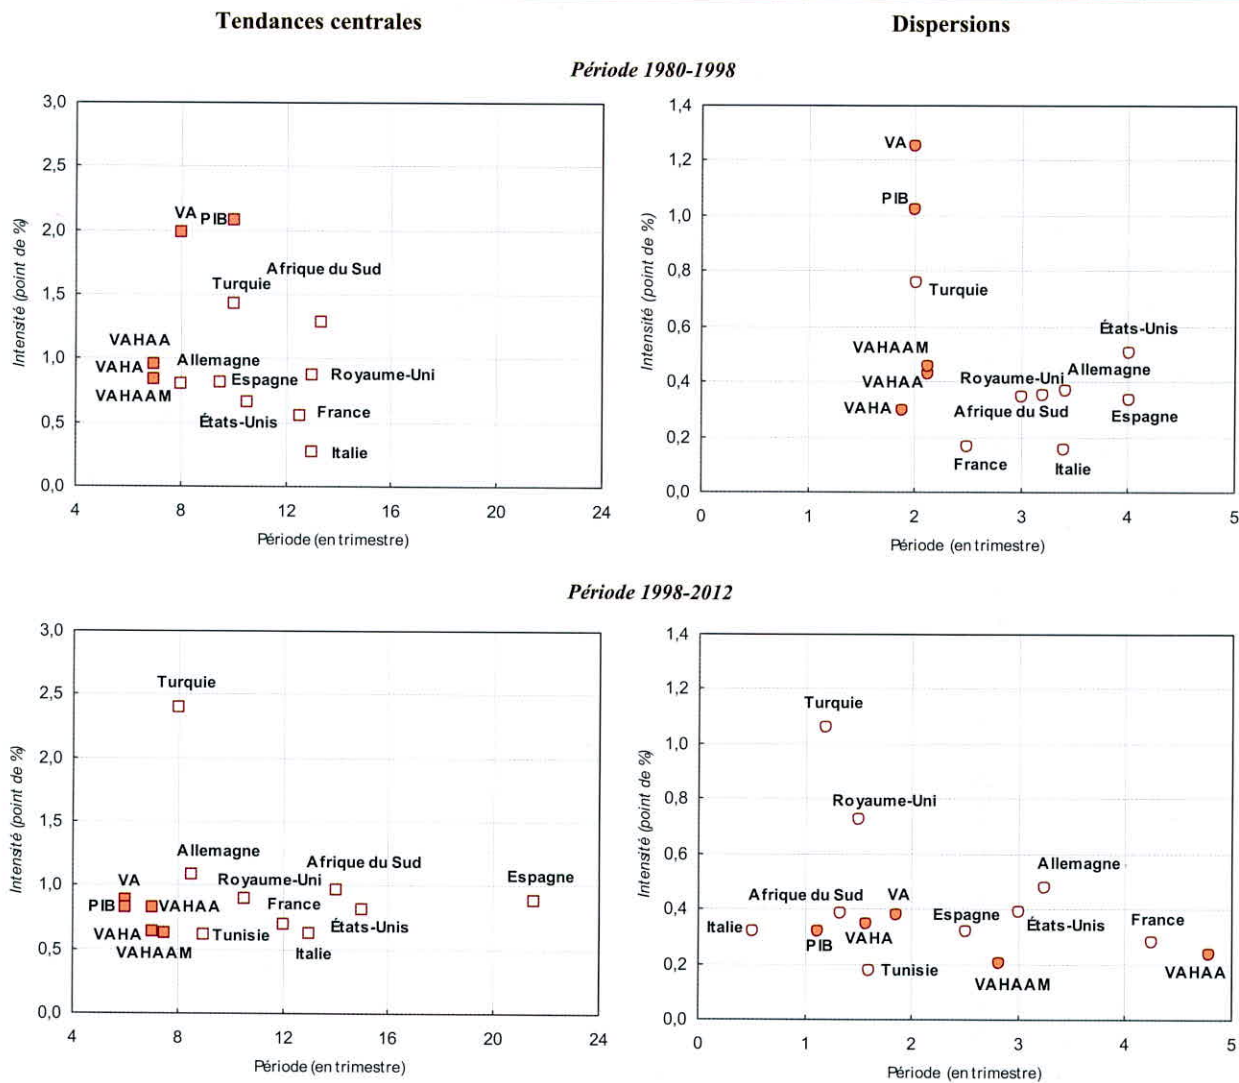 Tendances centrales
Dispersions
Période 1980-1998
3,0
2,5
2,0
1,5
1,0
0,5
0,0
4
8
12
16
20
24
Intensité (point de %)
Période (en trimestre)
VA
PIB
Afrique du Sud
Turquie
VAHAA
Allemagne
VAHA
Espagne
Royaume-Uni
VAHAAM
États-Unis
France
Italie
1,4
1,2
1,0
0,8
0,6
0,4
0,2
0,0
0
1
2
3
4
5
Intensité (point de %)
Période (en trimestre)
VA
PIB
Turquie
États-Unis
VAHAAM
Allemagne
VAHAA
Royaume-Uni
VAHA
Afrique du Sud
Espagne
France
Italie
Période 1998-2012
3,0
2,5
2,0
1,5
1,0
0,5
0,0
4
8
12
16
20
24
Intensité (point de %)
Période (en trimestre)
Turquie
Allemagne
Afrique du Sud
VA
Royaume-Uni
Espagne
PIB
VAHAA
France
VAHA
Tunisie
États-Unis
VAHAAM
Italie
1,4
1,2
1,0
0,8
0,6
0,4
0,2
0,0
0
1
2
3
4
5
Intensité (point de %)
Période (en trimestre)
Turquie
Royaume-Uni
Allemagne
Afrique du Sud
VA
Espagne
Italie
PIB
VAHA
États-Unis
France
Tunisie
VAHAAM
VAHAA